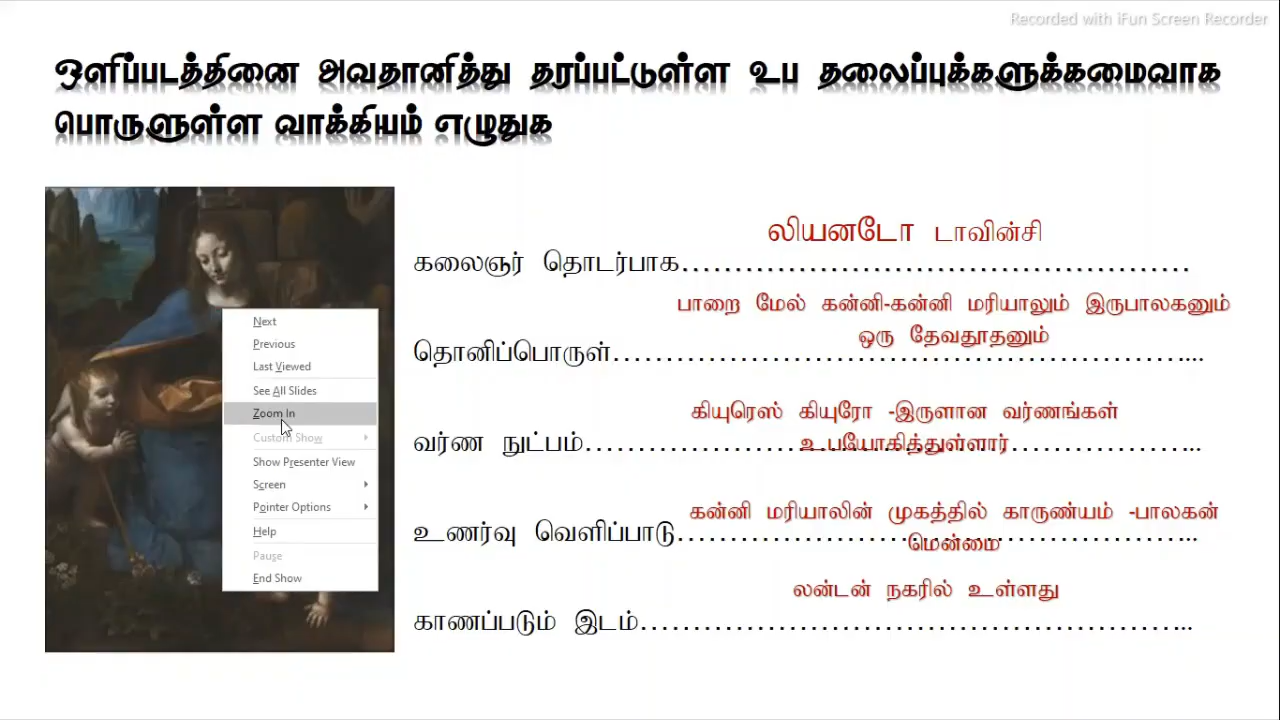 Recorded with iFun Screen Recorder
ஒளிப்படத்தினை அவதானித்து தரப்பட்டுள்ள உப தலைப்புக்களுக்கமைவாக
பொருளுள்ள வாக்கியம் எழுதுக
லியனடோ டாவின்சி
கலைஞர் தொடர்பாக……………………………………………
பாறை மேல் கன்னி-கன்னி மரியாலும் இருபாலகனும்
ஒரு தேவதூதனும்
தொனிப்பொருள்…………………………………………………...
கியுரெஸ் கியுரோ -இருளான வர்ணங்கள்
உபயோகித்துள்ளார்
வர்ண நுட்பம்……………………………………………………..
கன்னி மரியாலின் முகத்தில் காருண்யம் -பாலகன்
மென்மை
உணர்வு வெளிப்பாடு……………………………………………..
லன்டன் நகரில் உள்ளது
காணப்படும் இடம்………………………………………………..
Next
Previous
Last Viewed
See All Slides
Zoom In
Custom Show
Show Presenter View
Screen
Pointer Options
Help
Pause
End Show